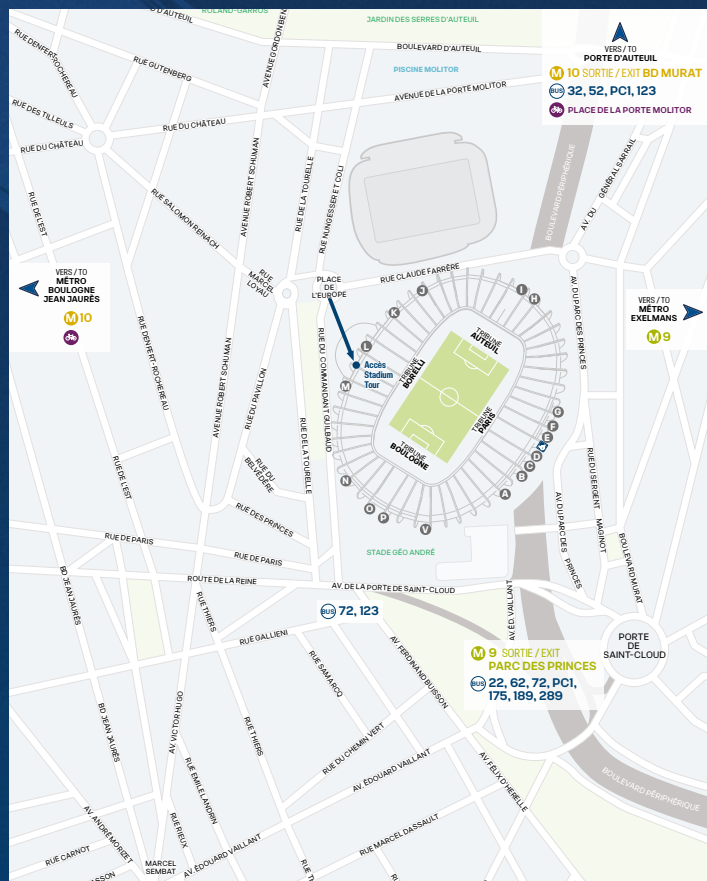 ROLAND-GARROS
D'AUTEUIL
JARDIN DES SERRES D'AUTEUIL
BOULEVARD D'AUTEUIL
PISCINE MOLITOR
AVENUE DE LA PORTE MOLITOR
VERS / TO
PORTE D'AUTEUIL
M 10 SORTIE / EXIT BD MURAT
BUS 32, 52, PC1, 123
PLACE DE LA PORTE MOLITOR
RUE DENFERT-ROCHEREAU
RUE GUTENBERG
AVENUE GORDON BEN
RUE DES TILLEULS
RUE DU CHÂTEAU
RUE DU CHÂTEAU
RUE DE L'EST
RUE SALOMON REINACH
AVENUE ROBERT SCHUMAN
RUE DE LA TOURELLE
RUE NUNGESSER ET COLI
BOULEVARD PÉRIPHÉRIQUE
AV. DU GÉNÉRAL SARRAIL
VERS / TO
MÉTRO
BOULOGNE
JEAN JAURÈS
M 10
RUE MARCEL LOYAU
PLACE
DE
L'EUROPE
RUE CLAUDE FARRÈRE
AV. DU PARC DES PRINCES
VERS / TO
MÉTRO
EXELMANS
M 9
J
I
H
K
L
M
Accès
Stadium
Tour
TRIBUNE
AUTEUIL
TRIBUNE
BORELLI
TRIBUNE
PARIS
TRIBUNE
BOULOGNE
G
F
E
D
C
B
A
N
O
P
V
RUE DENFERT-ROCHEREAU
AVENUE ROBERT SCHUMAN
RUE DU PAVILLON
RUE DU COMMANDANT GUILBAUD
RUE DE LA TOURELLE
RUE DU BELVÉDÈRE
RUE DES PRINCES
RUE DE L'EST
RUE DU SERGENT MAGINOT
AV. DU PARC DES PRINCES
BOULEVARD MURAT
RUE DE PARIS
RUE DE PARIS
STADE GÉO ANDRÉ
ROUTE DE LA REINE
AV. DE LA PORTE DE SAINT-CLOUD
BD JEAN JAURÈS
RUE THIERS
BUS 72, 123
AV. ÉD. VAILLANT
RUE GALLIENI
AV. FERDINAND BUISSON
M 9 SORTIE / EXIT
PARC DES PRINCES
BUS 22, 62, 72, PC1,
175, 189, 289
PORTE
DE
SAINT-CLOUD
RUE SAMARCQ
BD JEAN JAURÈS
AV. VICTOR HUGO
RUE THIERS
RUE DU CHEMIN VERT
AV. ÉDOUARD VAILLANT
AV. FÉLIX D'HERELLE
BOULEVARD PÉRIPHÉRIQUE
RUE EMILE LANDRIN
RUE RIEUX
AV. ANDRÉ MORIZET
RUE CARNOT
MARCEL
SEMBAT
AV. ÉDOUARD VAILLANT
RUE MARCEL DASSAULT
RUE TH